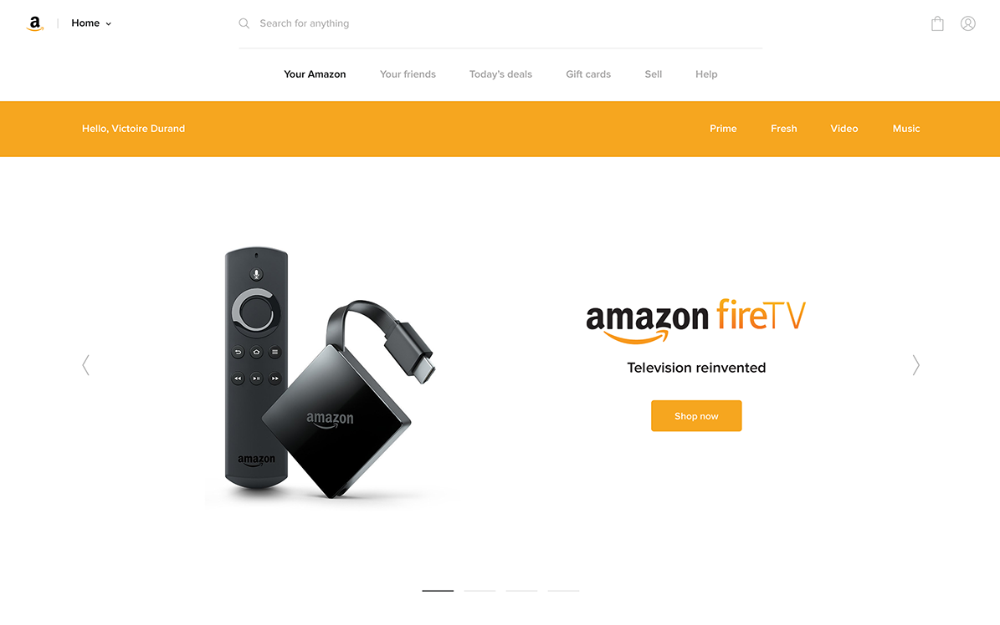 a Home
Search for anything
Your Amazon Your friends Today's deals Gift cards Sell Help
Hello, Victoire Durand Prime Fresh Video Music
amazon fireTV
Television reinvented
Shop now
amazon
amazon